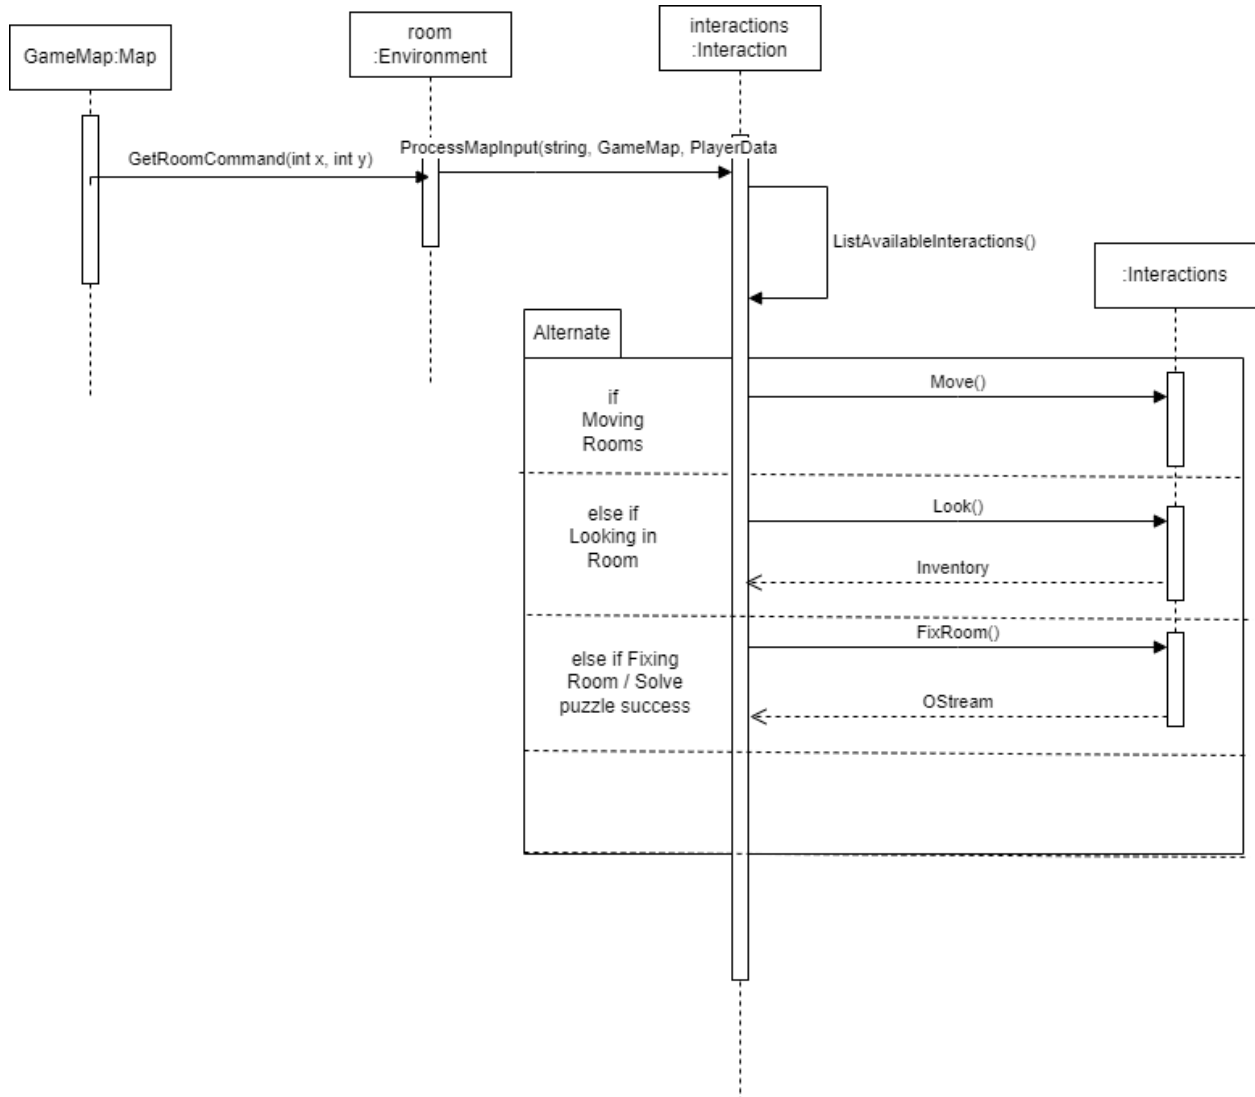 room
:Environment
interactions
:Interaction
GameMap:Map
GetRoomCommand(int x, int y)
ProcessMapInput(string, GameMap, PlayerData
ListAvailableInteractions()
:Interactions
Alternate
if
Moving
Rooms
Move()
else if
Looking in
Room
Look()
Inventory
else if Fixing
Room / Solve
puzzle success
FixRoom()
OStream